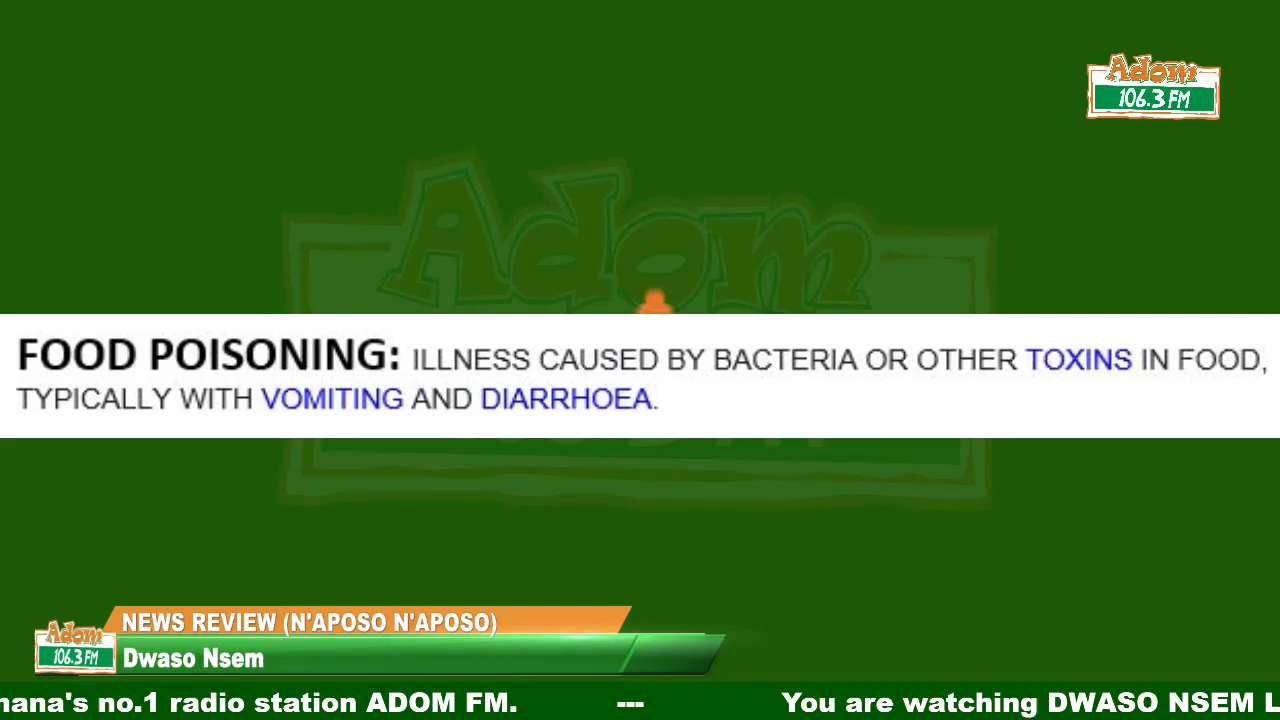 Adom
106.3 FM
Adom
FOOD POISONING: ILLNESS CAUSED BY BACTERIA OR OTHER TOXINS IN FOOD,
TYPICALLY WITH VOMITING AND DIARRHOEA.
NEWS REVIEW (N'APOSO N'APOSO)
Adom
106.3 FM
Dwaso Nsem
no.1 radio station ADOM FM. --- You are watching DWASO NSEM